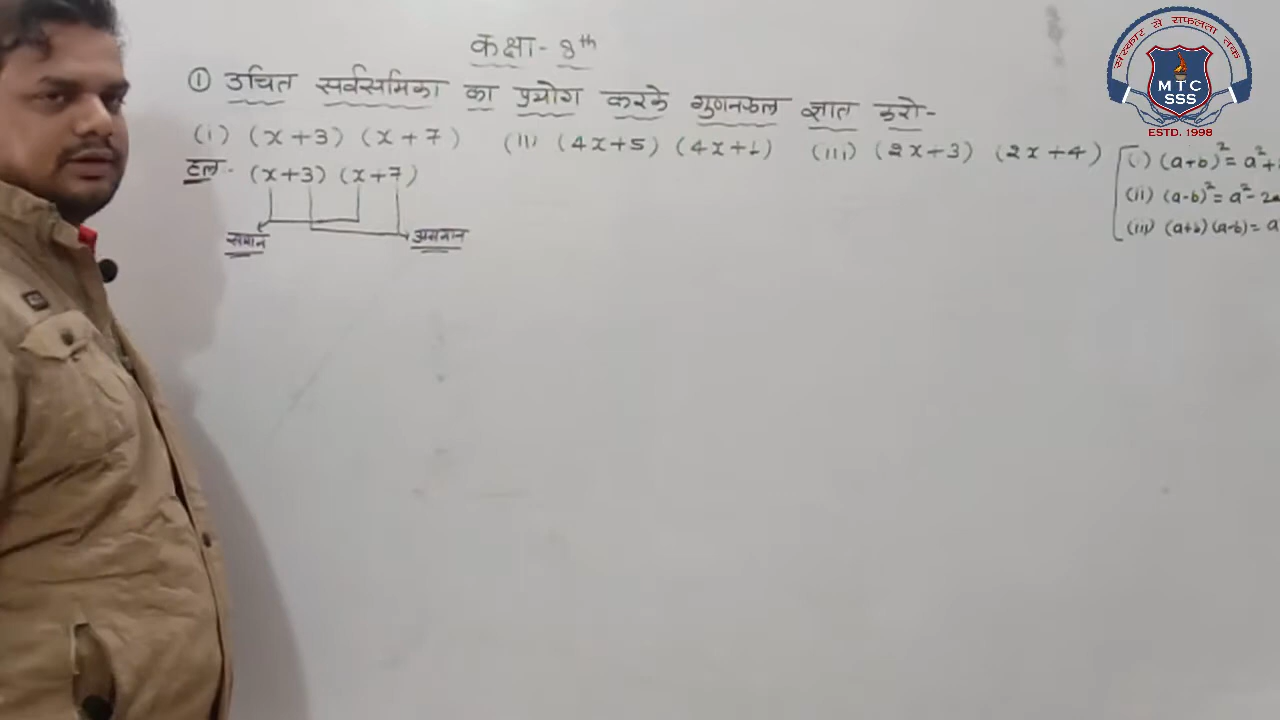 कक्षा - 8th
① उचित सर्वसमिका का प्रयोग करके गुणनफल ज्ञात करो-
(i) (x+3) (x+7) (ii) (4x+5) (4x+1) (iii) (2x+3) (2x+4)
हल:- (x+3) (x+7)
समान असमान
(i) (a+b)² = a² +
(ii) (a-b)² = a² - 2a
(iii) (a+b) (a-b) = a
संस्कार से सफलता तक
MTC
SSS
ESTD. 1998